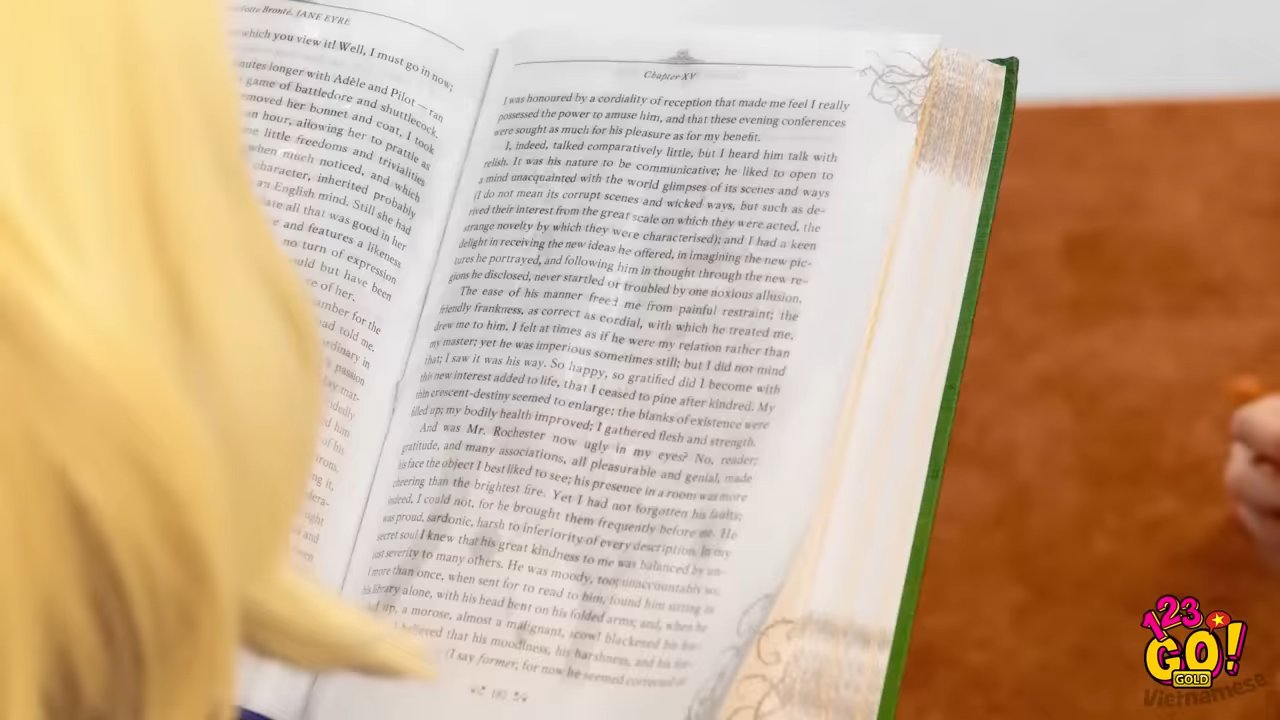 Brontë, JANE EYRE
which you view it! Well, I must go in now;
nutes longer with Adèle and Pilot — ran
game of battledore and shuttlecock.
moved her bonnet and coat, I took
an hour, allowing her to prattle as
little freedoms and trivialities
when much noticed, and which
character, inherited probably
an English mind. Still she had
all that was good in her
and features a likeness
no turn of expression
but have been
of her.
for the
told me.
in
passion
him
of his
and
Chapter XV
I was honoured by a cordiality of reception that made me feel I really
possessed the power to amuse him, and that these evening conferences
were sought as much for his pleasure as for my benefit.
I, indeed, talked comparatively little, but I heard him talk with
relish. It was his nature to be communicative; he liked to open to
a mind unacquainted with the world glimpses of its scenes and ways
(I do not mean its corrupt scenes and wicked ways, but such as de-
rived their interest from the great scale on which they were acted, the
strange novelty by which they were characterised); and I had a keen
delight in receiving the new ideas he offered, in imagining the new pic-
tures he portrayed, and following him in thought through the new re-
gions he disclosed, never startled or troubled by one noxious allusion.
The ease of his manner freed me from painful restraint; the
friendly frankness, as correct as cordial, with which he treated me,
drew me to him. I felt at times as if he were my relation rather than
my master; yet he was imperious sometimes still; but I did not mind
that; I saw it was his way. So happy, so gratified did I become with
this new interest added to life, that I ceased to pine after kindred. My
thin crescent-destiny seemed to enlarge; the blanks of existence were
filled up; my bodily health improved; I gathered flesh and strength.
And was Mr. Rochester now ugly in my eyes? No, reader;
gratitude, and many associations, all pleasurable and genial, made
his face the object I best liked to see; his presence in a room was more
cheering than the brightest fire. Yet I had not forgotten his faults;
indeed, I could not, for he brought them frequently before me. He
was proud, sardonic, harsh to inferiority of every description. In my
secret soul I knew that his great kindness to me was balanced by un-
just severity to many others. He was moody, too; unaccountably so.
I more than once, when sent for to read to him, found him sitting in
his library alone, with his head bent on his folded arms; and, when he
up, a morose, almost a malignant, scowl blackened his
believed that his moodiness, his harshness, and his
(I say former, for now he seemed corrected of
123
GO!
GOLD
Vietnamese